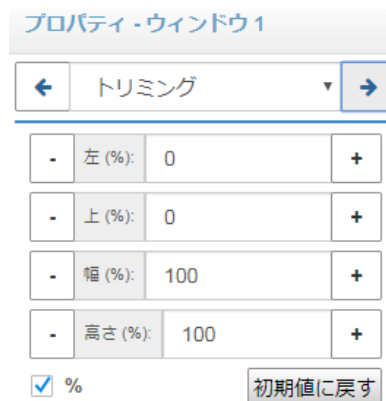 プロパティ - ウィンドウ 1
トリミング
- 左 (%): 0 +
- 上 (%): 0 +
- 幅 (%): 100 +
- 高さ (%): 100 +
% 初期値に戻す